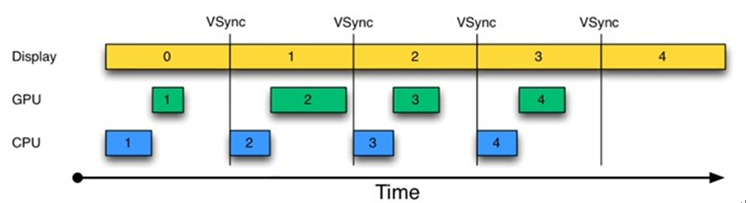 VSync VSync VSync VSync
Display 0 1 2 3 4
GPU 1 2 3 4
CPU 1 2 3 4
Time